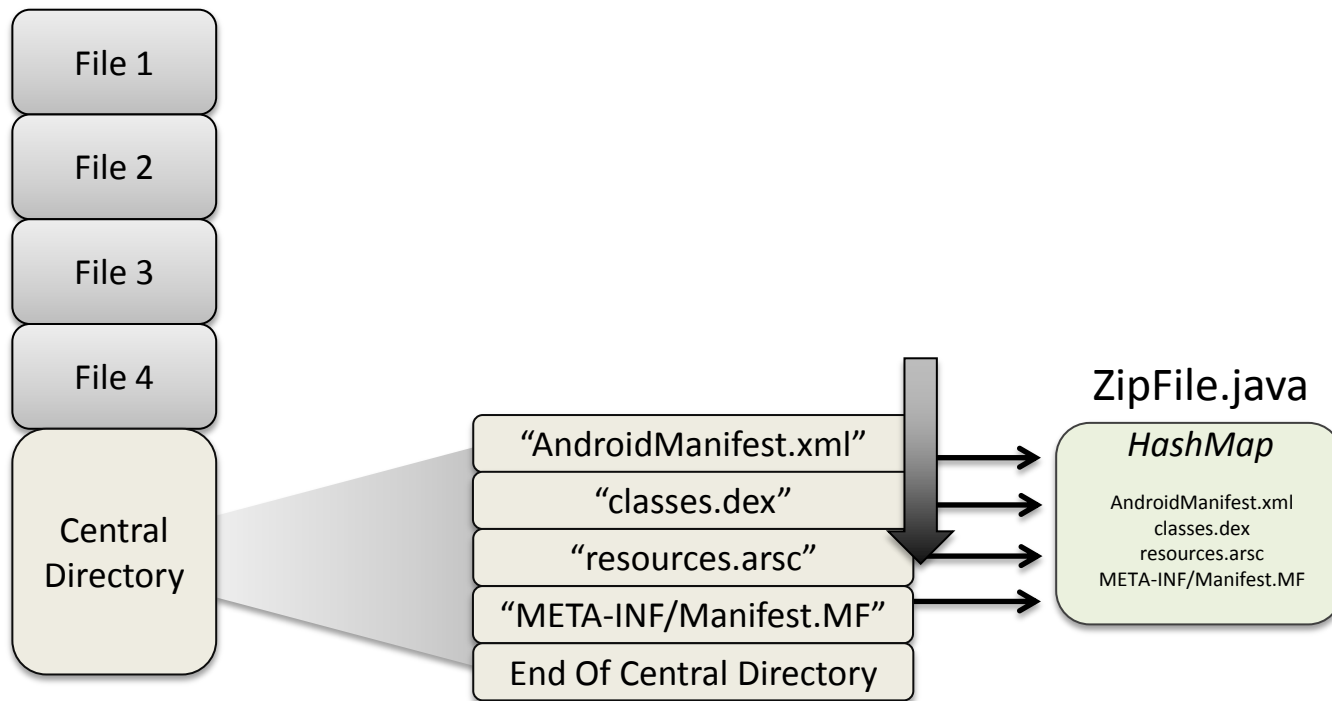 File 1
File 2
File 3
File 4
Central
Directory
“AndroidManifest.xml”
“classes.dex”
“resources.arsc”
“META-INF/Manifest.MF”
End Of Central Directory
ZipFile.java
HashMap
AndroidManifest.xml
classes.dex
resources.arsc
META-INF/Manifest.MF